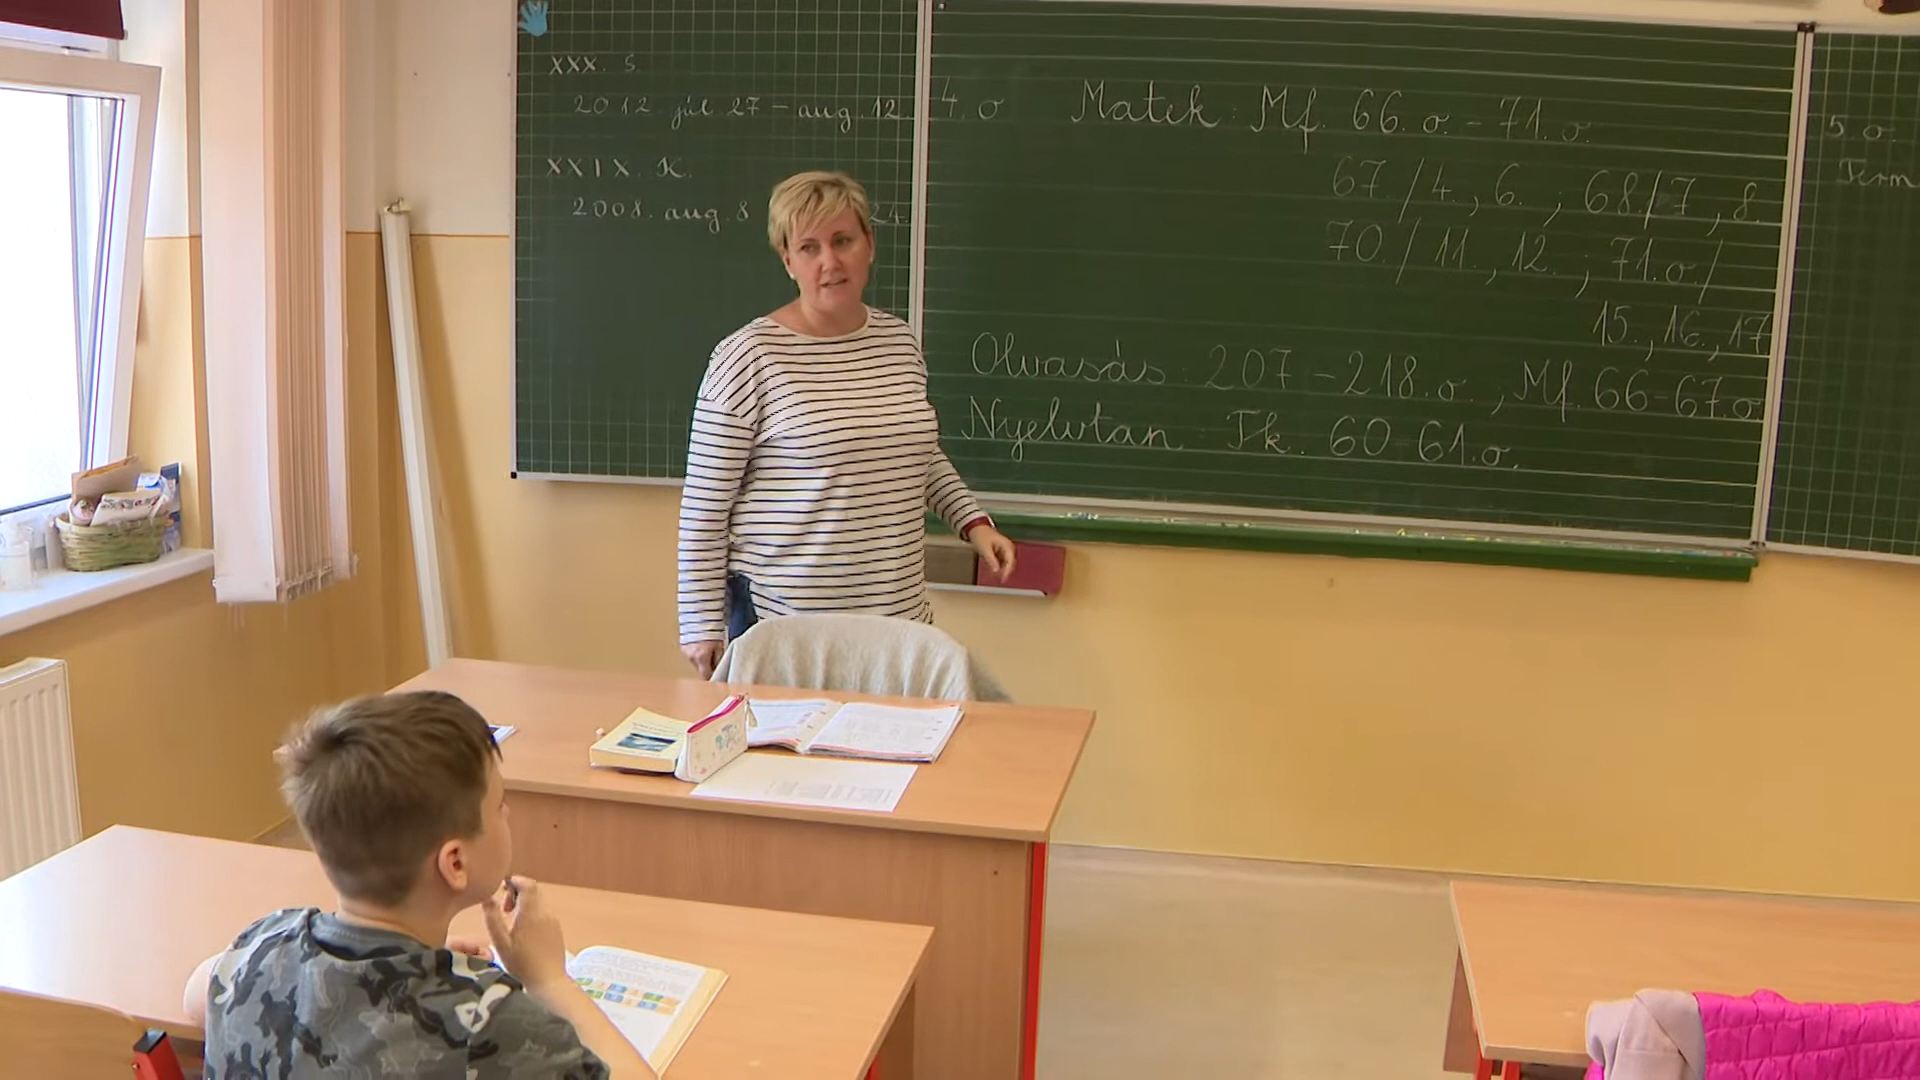 XXX. S.
2012. júl. 27 – aug. 12.
XXIX. K.
2008. aug. 8 24.
4. o Matek: Mf. 66. o. – 71. o.
67. / 4., 6. ; 68. / 7., 8.
70. / 11., 12. ; 71. o. /
15., 16., 17
Olvasás: 207 – 218. o., Mf. 66-67. o
Nyelvtan: Tk. 60-61. o.
5. o.
Term